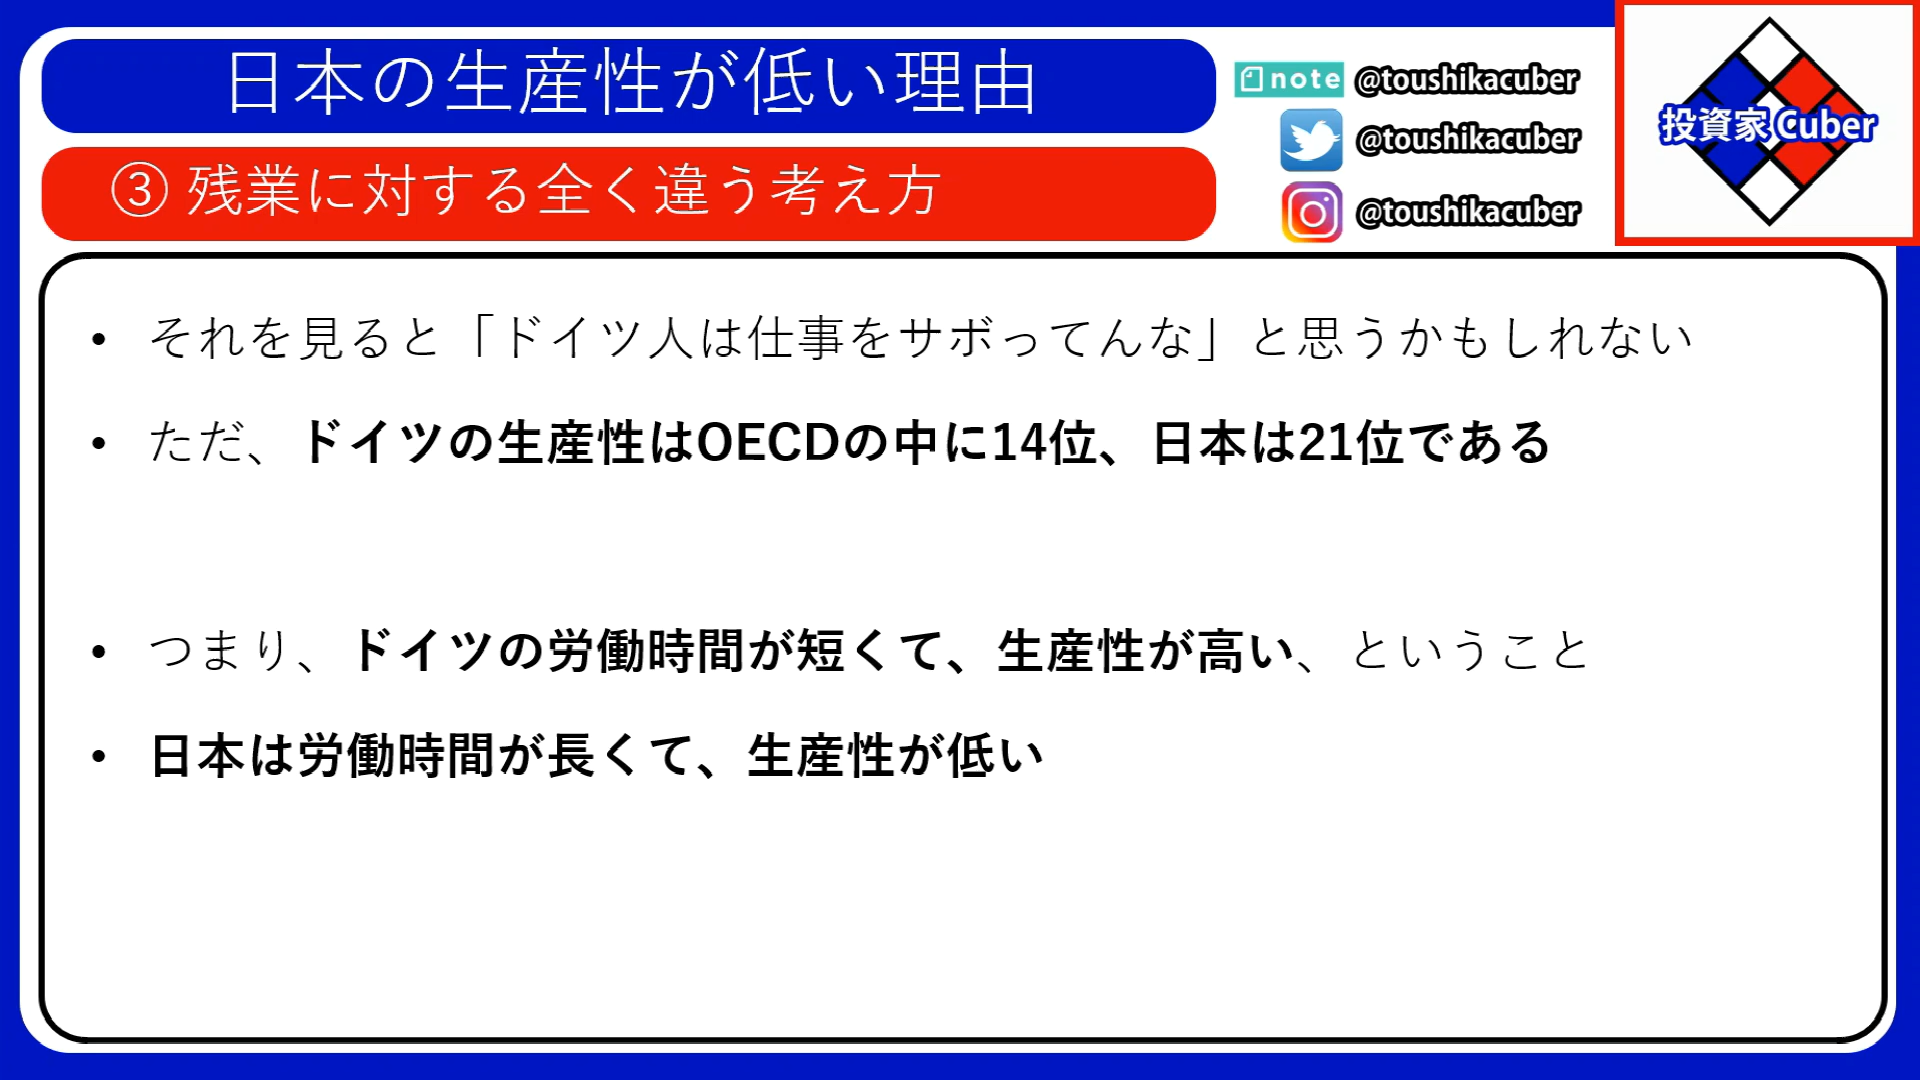 日本の生産性が低い理由
③ 残業に対する全く違う考え方
note @toushikacuber
@toushikacuber
@toushikacuber
投資家 Cuber
• それを見ると「ドイツ人は仕事をサボってんな」と思うかもしれない
• ただ、ドイツの生産性はOECDの中に14位、日本は21位である
• つまり、ドイツの労働時間が短くて、生産性が高い、ということ
• 日本は労働時間が長くて、生産性が低い